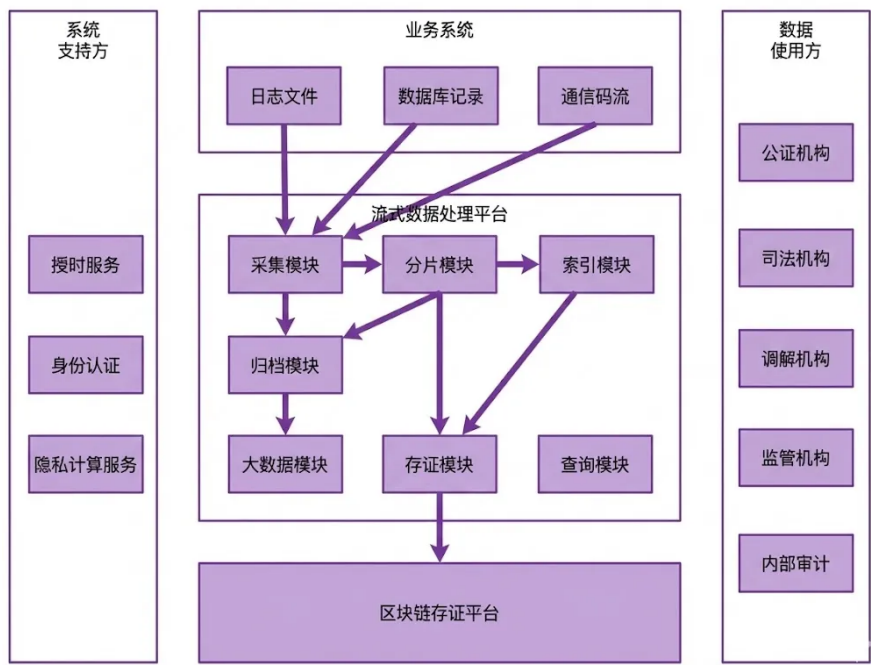 系统
支持方
授时服务
身份认证
隐私计算服务
业务系统
日志文件
数据库记录
通信码流
流式数据处理平台
采集模块
分片模块
索引模块
归档模块
大数据模块
存证模块
查询模块
区块链存证平台
数据
使用方
公证机构
司法机构
调解机构
监管机构
内部审计